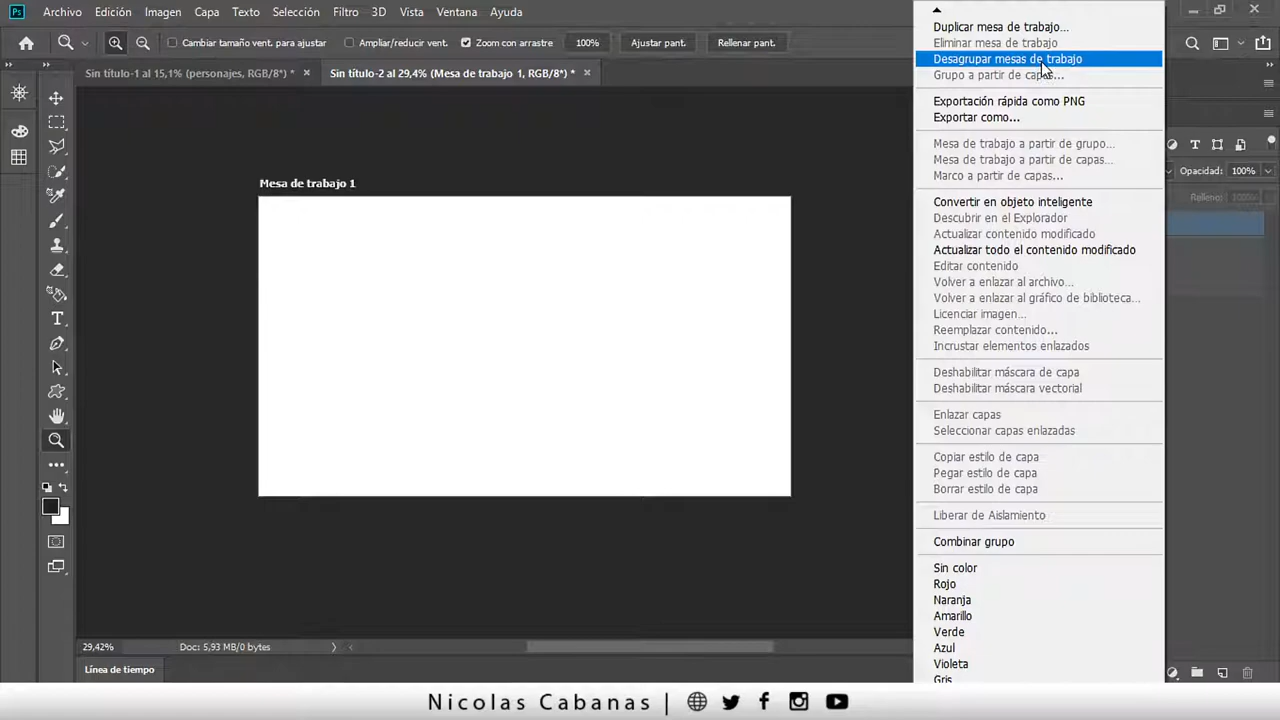 Ps Archivo Edición Imagen Capa Texto Selección Filtro 3D Vista Ventana Ayuda
Cambiar tamaño vent. para ajustar Ampliar/reducir vent. Zoom con arrastre 100% Ajustar pant. Rellenar pant.
Sin título-1 al 15,1% (personajes, RGB/8*) * × Sin título-2 al 29,4% (Mesa de trabajo 1, RGB/8*) * ×
Mesa de trabajo 1
Duplicar mesa de trabajo...
Eliminar mesa de trabajo
Desagrupar mesas de trabajo
Grupo a partir de capas...
Exportación rápida como PNG
Exportar como...
Mesa de trabajo a partir de grupo...
Mesa de trabajo a partir de capas...
Marco a partir de capas...
Convertir en objeto inteligente
Descubrir en el Explorador
Actualizar contenido modificado
Actualizar todo el contenido modificado
Editar contenido
Volver a enlazar al archivo...
Volver a enlazar al gráfico de biblioteca...
Licenciar imagen...
Reemplazar contenido...
Incrustar elementos enlazados
Deshabilitar máscara de capa
Deshabilitar máscara vectorial
Enlazar capas
Seleccionar capas enlazadas
Copiar estilo de capa
Pegar estilo de capa
Borrar estilo de capa
Liberar de Aislamiento
Combinar grupo
Sin color
Rojo
Naranja
Amarillo
Verde
Azul
Violeta
Gris
Opacidad: 100%
Relleno: 100%
29,42% Doc: 5,93 MB/0 bytes
Línea de tiempo
Nicolas Cabanas |